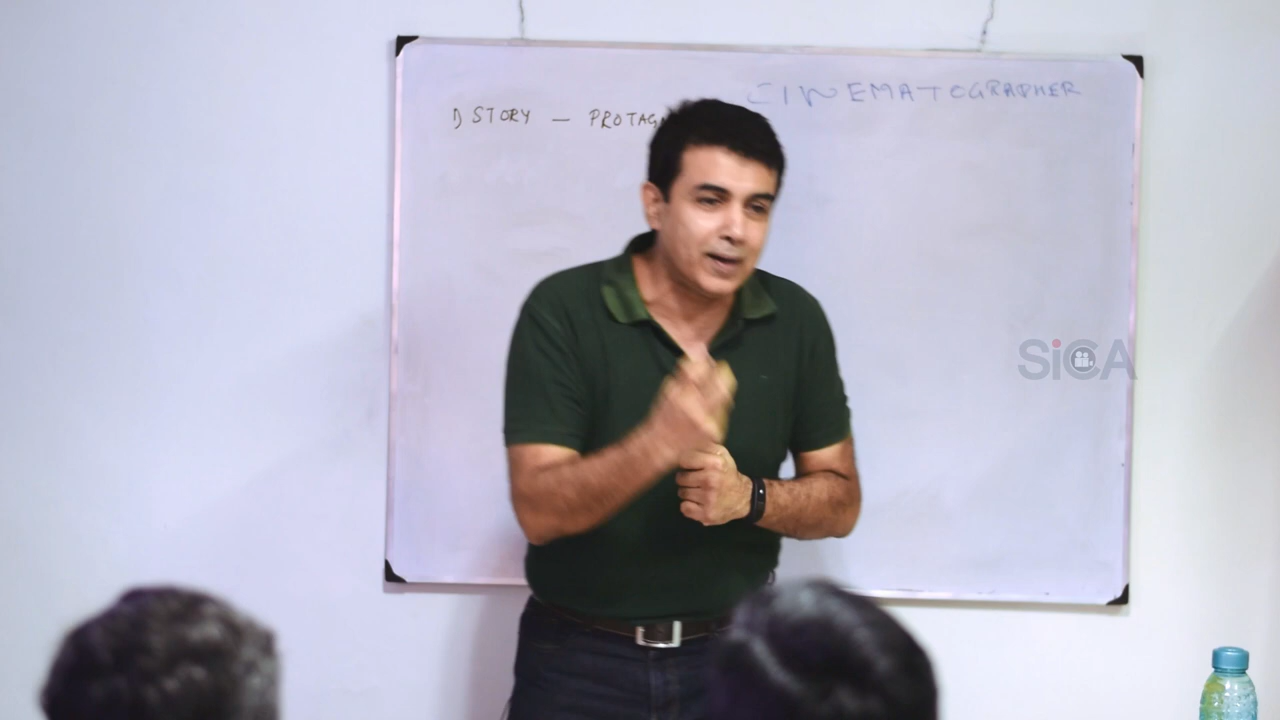 CINEMATOGRAPHER
1) STORY — PROTAG
SiCA